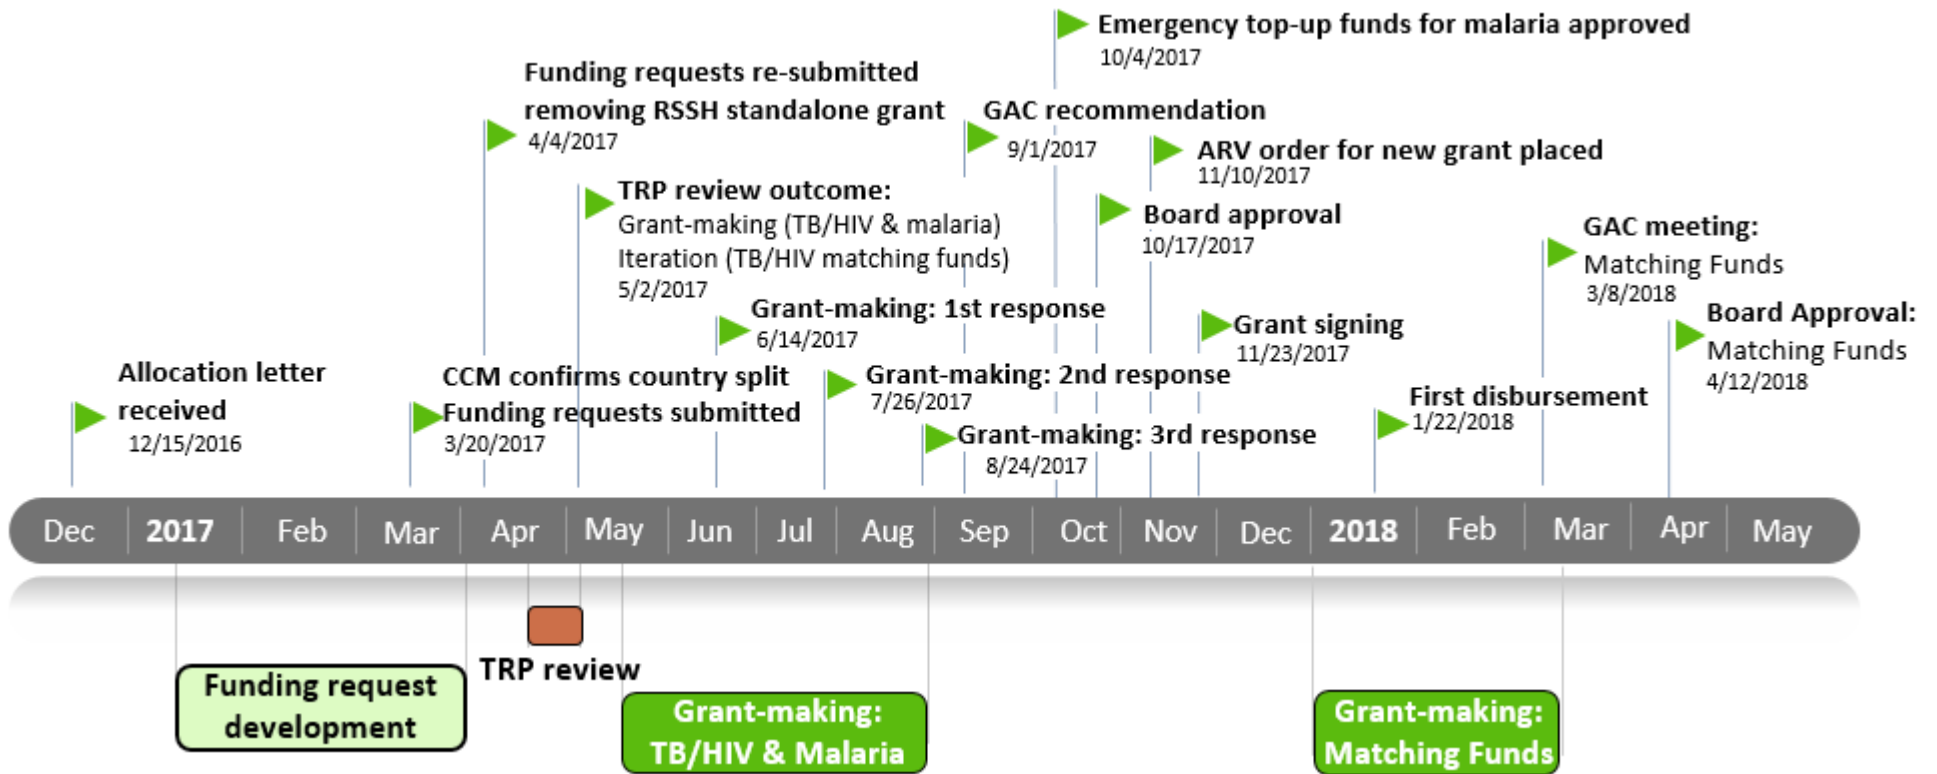 Emergency top-up funds for malaria approved
10/4/2017
Funding requests re-submitted
removing RSSH standalone grant
4/4/2017
GAC recommendation
9/1/2017
ARV order for new grant placed
11/10/2017
TRP review outcome:
Grant-making (TB/HIV & malaria)
Iteration (TB/HIV matching funds)
5/2/2017
Board approval
10/17/2017
GAC meeting:
Matching Funds
3/8/2018
Grant-making: 1st response
6/14/2017
Grant signing
11/23/2017
Board Approval:
Matching Funds
4/12/2018
Allocation letter
received
12/15/2016
CCM confirms country split
Funding requests submitted
3/20/2017
Grant-making: 2nd response
7/26/2017
Grant-making: 3rd response
8/24/2017
First disbursement
1/22/2018
Dec 2017 Feb Mar Apr May Jun Jul Aug Sep Oct Nov Dec 2018 Feb Mar Apr May
Funding request
development
TRP review
Grant-making:
TB/HIV & Malaria
Grant-making:
Matching Funds